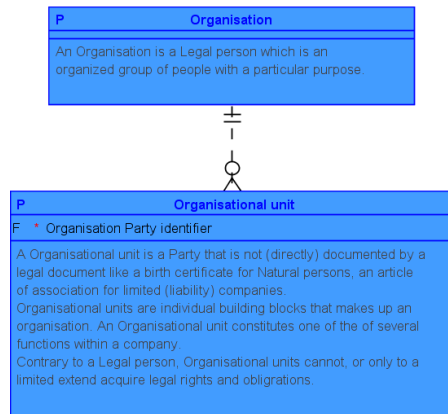 P Organisation
An Organisation is a Legal person which is an
organized group of people with a particular purpose.
P Organisational unit
F * Organisation Party identifier
A Organisational unit is a Party that is not (directly) documented by a
legal document like a birth certificate for Natural persons, an article
of association for limited (liability) companies.
Organisational units are individual building blocks that makes up an
organisation. An Organisational unit constitutes one of the of several
functions within a company.
Contrary to a Legal person, Organisational units cannot, or only to a
limited extend acquire legal rights and obligrations.